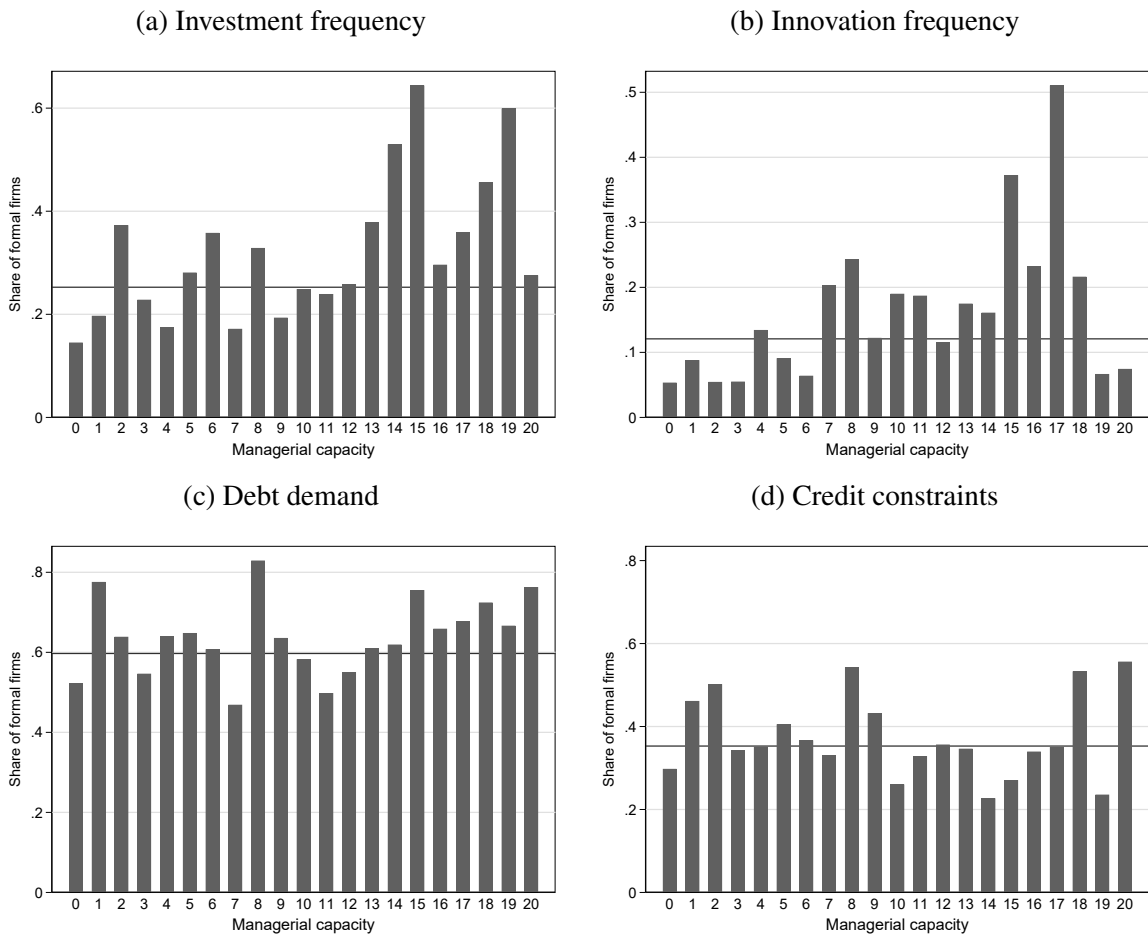 (a) Investment frequency
Share of formal firms
.6
.4
.2
0
0 1 2 3 4 5 6 7 8 9 10 11 12 13 14 15 16 17 18 19 20
Managerial capacity
(b) Innovation frequency
Share of formal firms
.5
.4
.3
.2
.1
0
0 1 2 3 4 5 6 7 8 9 10 11 12 13 14 15 16 17 18 19 20
Managerial capacity
(c) Debt demand
Share of formal firms
.8
.6
.4
.2
0
0 1 2 3 4 5 6 7 8 9 10 11 12 13 14 15 16 17 18 19 20
Managerial capacity
(d) Credit constraints
Share of formal firms
.8
.6
.4
.2
0
0 1 2 3 4 5 6 7 8 9 10 11 12 13 14 15 16 17 18 19 20
Managerial capacity